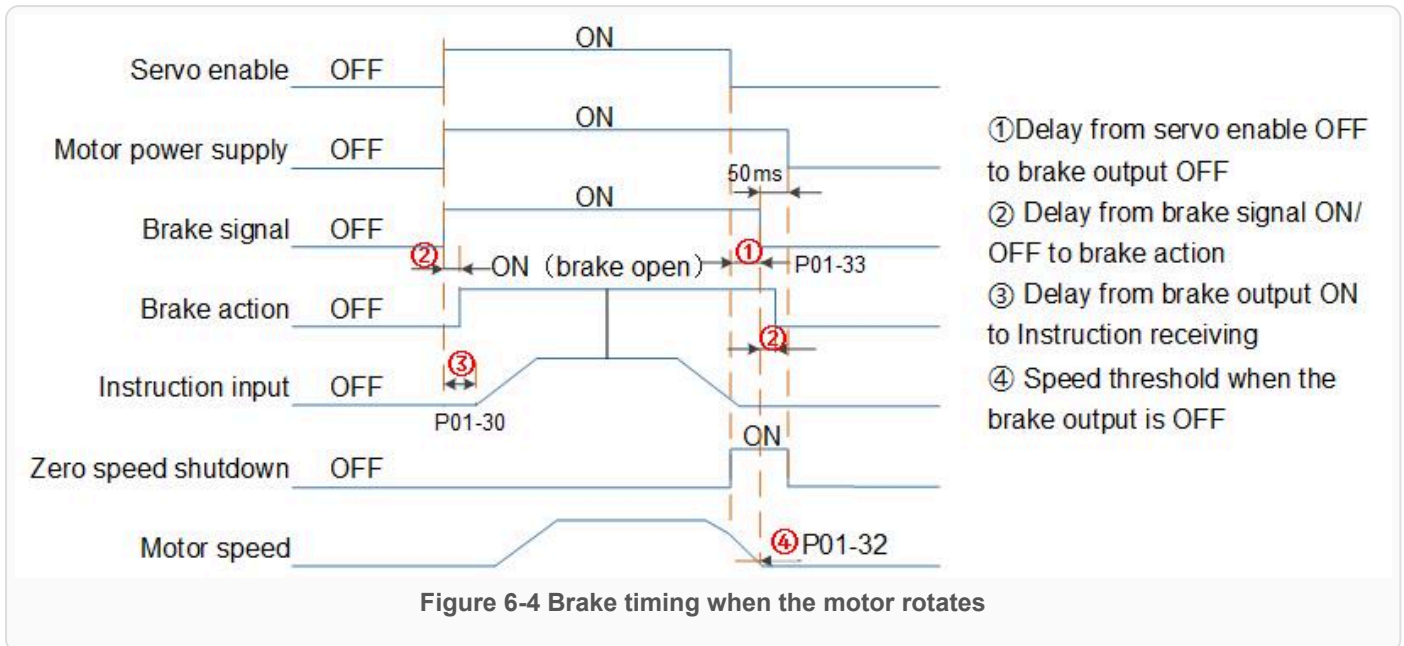 ON
Servo enable OFF
ON
Motor power supply OFF
50ms
ON
Brake signal OFF
② ON (brake open) ① P01-33
Brake action OFF
②
③
Instruction input OFF
P01-30
ON
Zero speed shutdown OFF
④ P01-32
Motor speed
①Delay from servo enable OFF
to brake output OFF
② Delay from brake signal ON/
OFF to brake action
③ Delay from brake output ON
to Instruction receiving
④ Speed threshold when the
brake output is OFF
Figure 6-4 Brake timing when the motor rotates